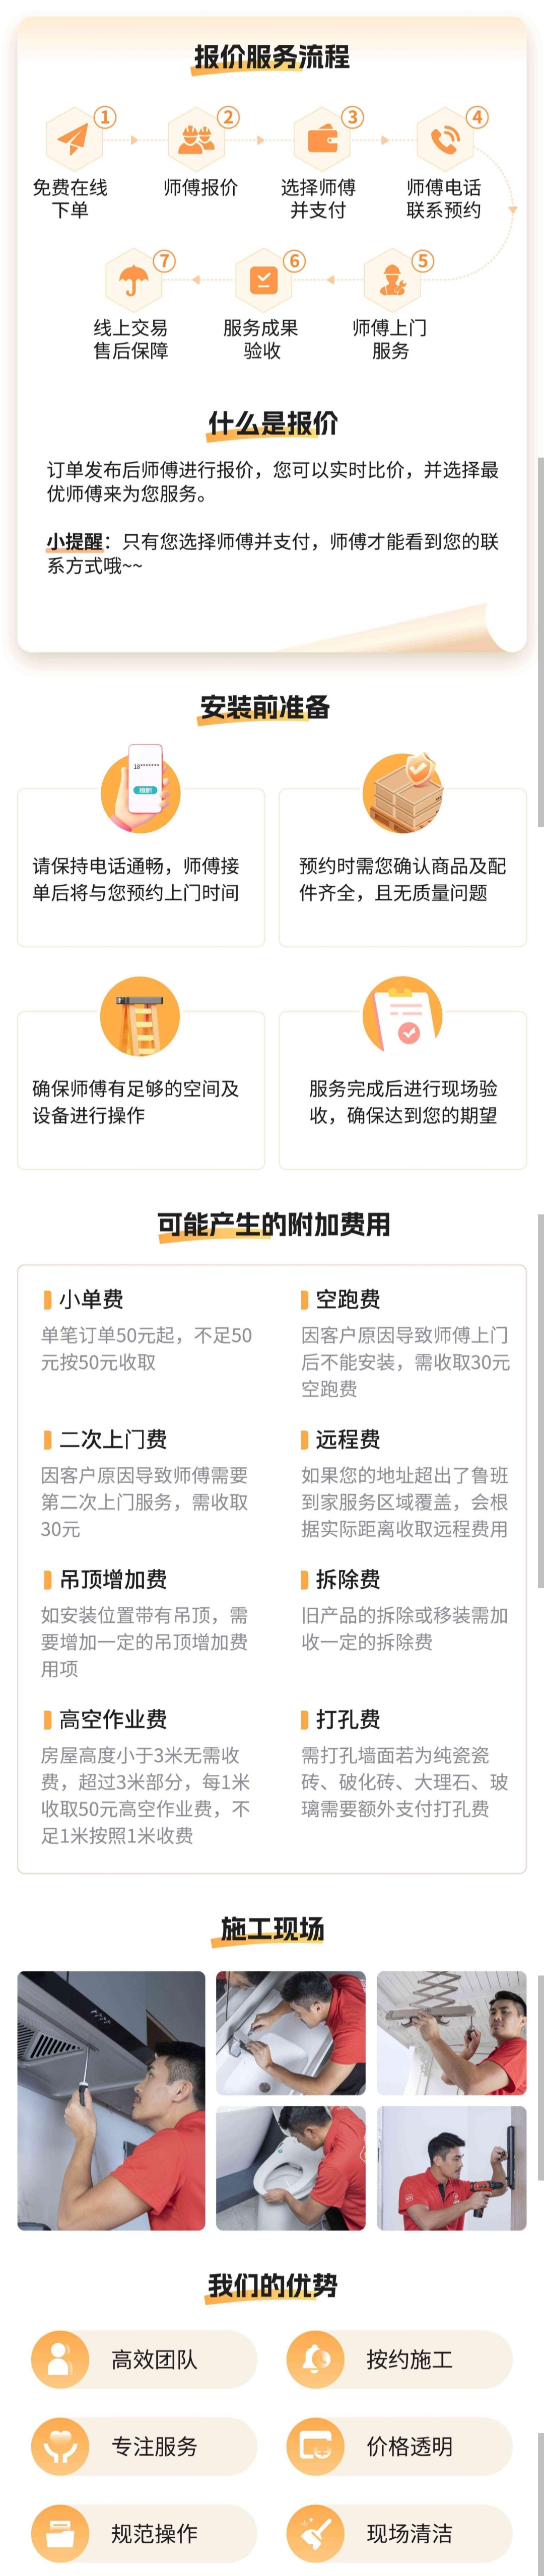 报价服务流程
① ② ③ ④
免费在线
下单
师傅报价
选择师傅
并支付
师傅电话
联系预约
⑦ ⑥ ⑤
线上交易
售后保障
服务成果
验收
师傅上门
服务
什么是报价
订单发布后师傅进行报价，您可以实时比价，并选择最
优师傅来为您服务。
小提醒：只有您选择师傅并支付，师傅才能看到您的联
系方式哦~~
安装前准备
18*******
请保持电话通畅，师傅接
单后将与您预约上门时间
预约时需您确认商品及配
件齐全，且无质量问题
确保师傅有足够的空间及
设备进行操作
服务完成后进行现场验
收，确保达到您的期望
可能产生的附加费用
小单费
单笔订单50元起，不足50
元按50元收取
空跑费
因客户原因导致师傅上门
后不能安装，需收取30元
空跑费
二次上门费
因客户原因导致师傅需要
第二次上门服务，需收取
30元
远程费
如果您的地址超出了鲁班
到家服务区域覆盖，会根
据实际距离收取远程费用
吊顶增加费
如安装位置带有吊顶，需
要增加一定的吊顶增加费
用项
拆除费
旧产品的拆除或移装需加
收一定的拆除费
高空作业费
房屋高度小于3米无需收
费，超过3米部分，每1米
收取50元高空作业费，不
足1米按照1米收费
打孔费
需打孔墙面若为纯瓷瓷
砖、破化砖、大理石、玻
璃需要额外支付打孔费
施工现场
我们的优势
高效团队
按约施工
专注服务
价格透明
规范操作
现场清洁